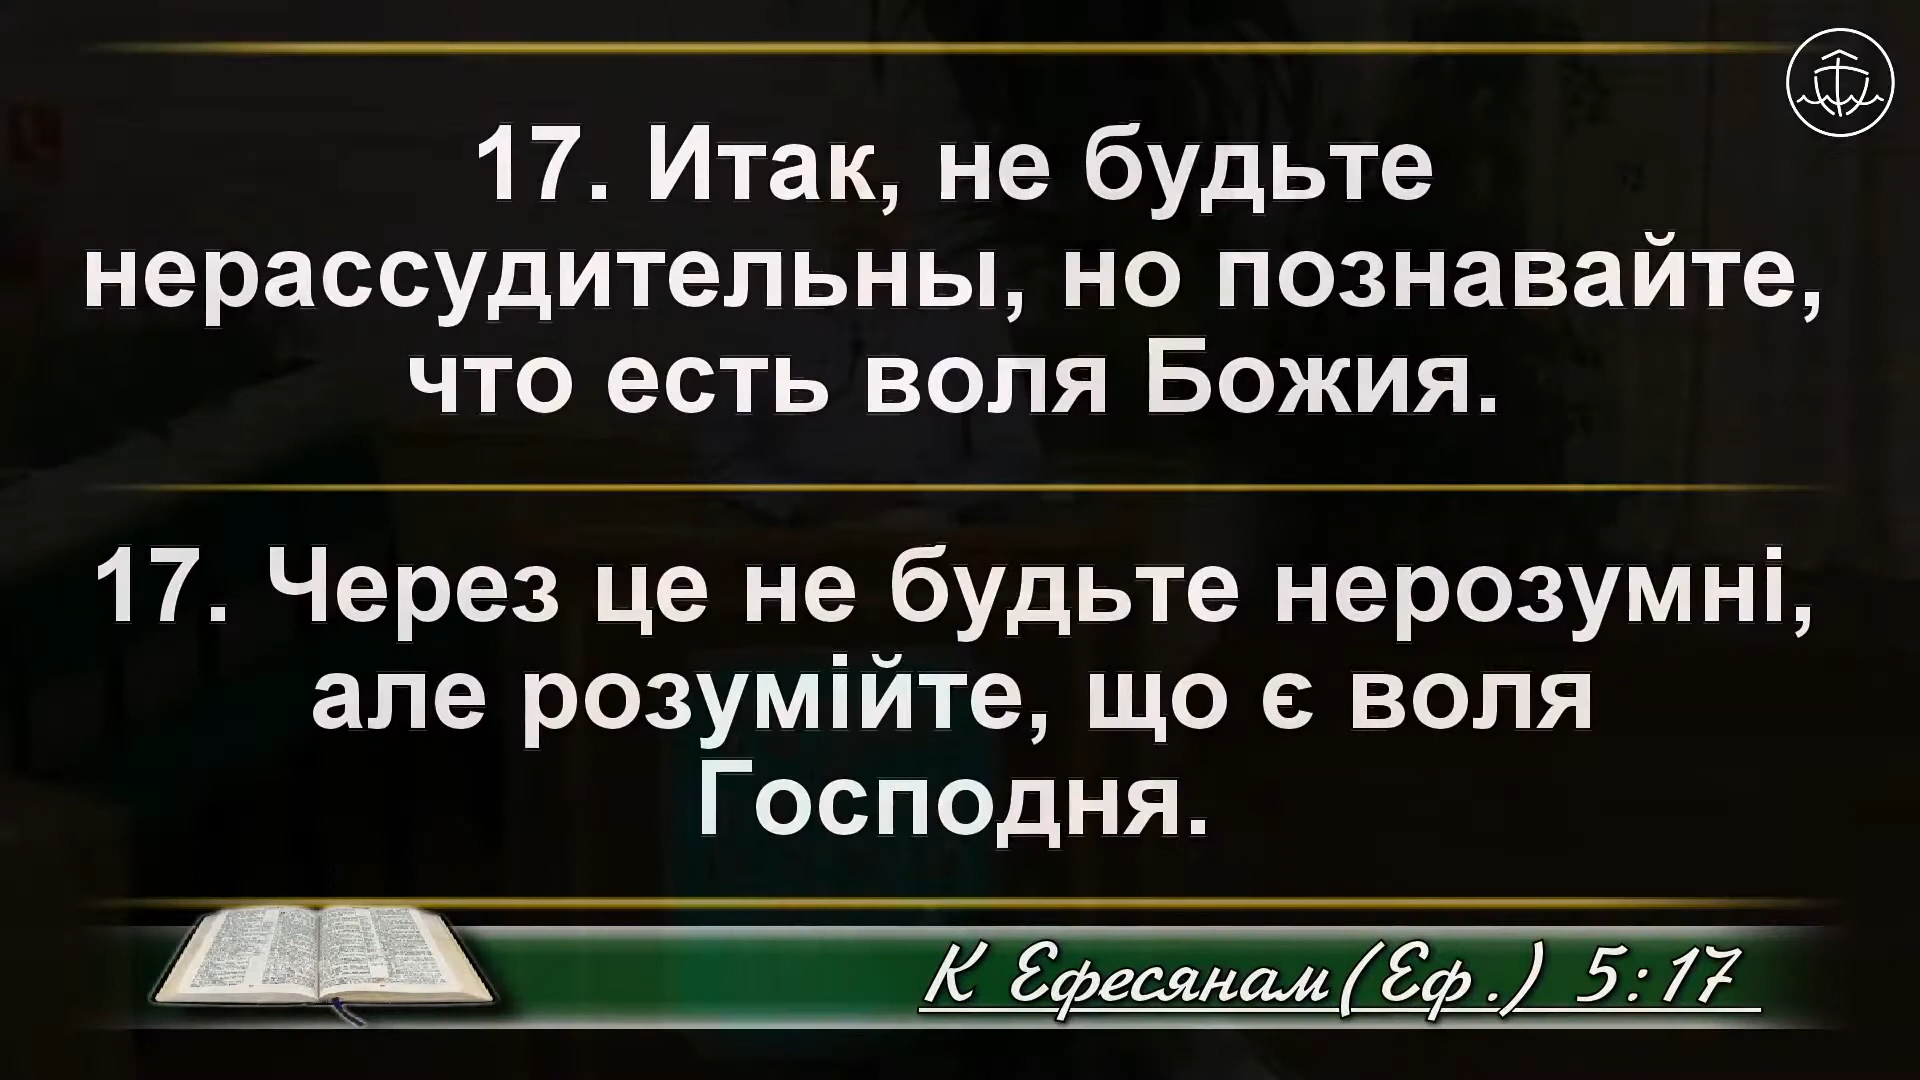 17. Итак, не будьте
нерассудительны, но познавайте,
что есть воля Божия.
17. Через це не будьте нерозумні,
але розумійте, що є воля
Господня.
К Ефесянам(Еф.) 5:17